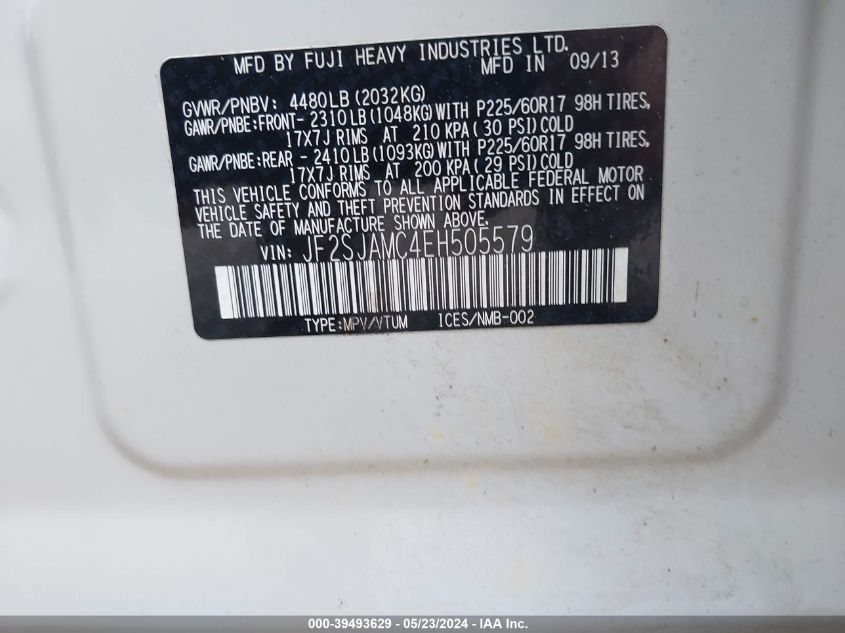 MFD BY FUJI HEAVY INDUSTRIES LTD.
MFD IN 09/13
GVWR/PNBV: 4480LB(2032KG)
GAWR/PNBE:FRONT- 2310LB(1048KG)WITH P225/60R17 98H TIRES,
17X7J RIMS AT 210 KPA(30 PSI)COLD
GAWR/PNBE:REAR - 2410LB(1093KG)WITH P225/60R17 98H TIRES,
17X7J RIMS AT 200 KPA(29 PSI)COLD
THIS VEHICLE CONFORMS TO ALL APPLICABLE FEDERAL MOTOR
VEHICLE SAFETY AND THEFT PREVENTION STANDARDS IN EFFECT ON
THE DATE OF MANUFACTURE SHOWN ABOVE.
VIN: JF2SJAMC4EH505579
TYPE:MPV/VTUM ICES/NMB-002
000-39493629 - 05/23/2024 - IAA Inc.